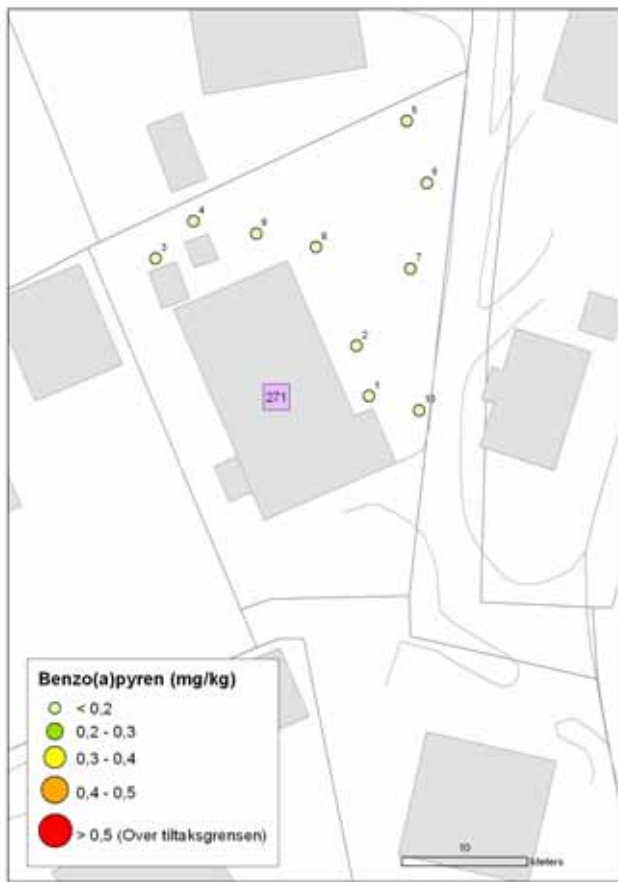 5
6
4
9
8
3
7
2
1
271
10
Benzo(a)pyren (mg/kg)
< 0,2
0,2 - 0,3
0,3 - 0,4
0,4 - 0,5
> 0,5 (Over tiltaksgrensen)
10
Meters